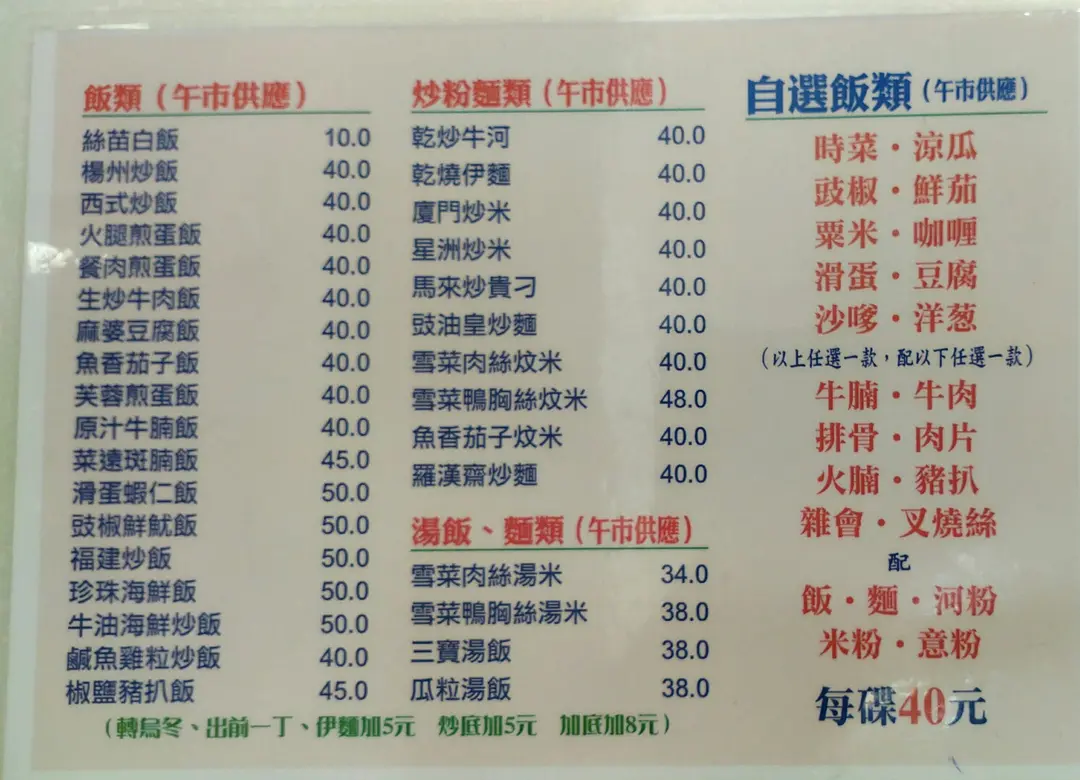 飯類（午市供應）
絲苗白飯 10.0
楊州炒飯 40.0
西式炒飯 40.0
火腿煎蛋飯 40.0
餐肉煎蛋飯 40.0
生炒牛肉飯 40.0
麻婆豆腐飯 40.0
魚香茄子飯 40.0
芙蓉煎蛋飯 40.0
原汁牛腩飯 40.0
菜遠斑腩飯 45.0
滑蛋蝦仁飯 50.0
豉椒鮮魷飯 50.0
福建炒飯 50.0
珍珠海鮮飯 50.0
牛油海鮮炒飯 50.0
鹹魚雞粒炒飯 40.0
椒鹽豬扒飯 45.0
炒粉麵類（午市供應）
乾炒牛河 40.0
乾燒伊麵 40.0
廈門炒米 40.0
星洲炒米 40.0
馬來炒貴刁 40.0
豉油皇炒麵 40.0
雪菜肉絲炆米 40.0
雪菜鴨胸絲炆米 48.0
魚香茄子炆米 40.0
羅漢齋炒麵 40.0
湯飯、麵類（午市供應）
雪菜肉絲湯米 34.0
雪菜鴨胸絲湯米 38.0
三寶湯飯 38.0
瓜粒湯飯 38.0
（轉烏冬、出前一丁、伊麵加5元 炒底加5元 加底加8元）
自選飯類（午市供應）
時菜・涼瓜
豉椒・鮮茄
粟米・咖喱
滑蛋・豆腐
沙嗲・洋葱
（以上任選一款，配以下任選一款）
牛腩・牛肉
排骨・肉片
火腩・豬扒
雜會・叉燒絲
配
飯・麵・河粉
米粉・意粉
每碟40元